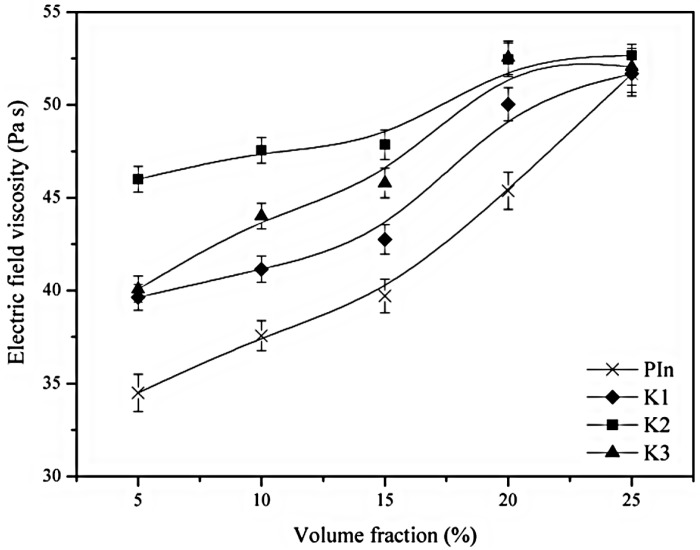 Electric field viscosity (Pa s)
55
50
45
40
35
30
5 10 15 20 25
Volume fraction (%)
PIn
K1
K2
K3